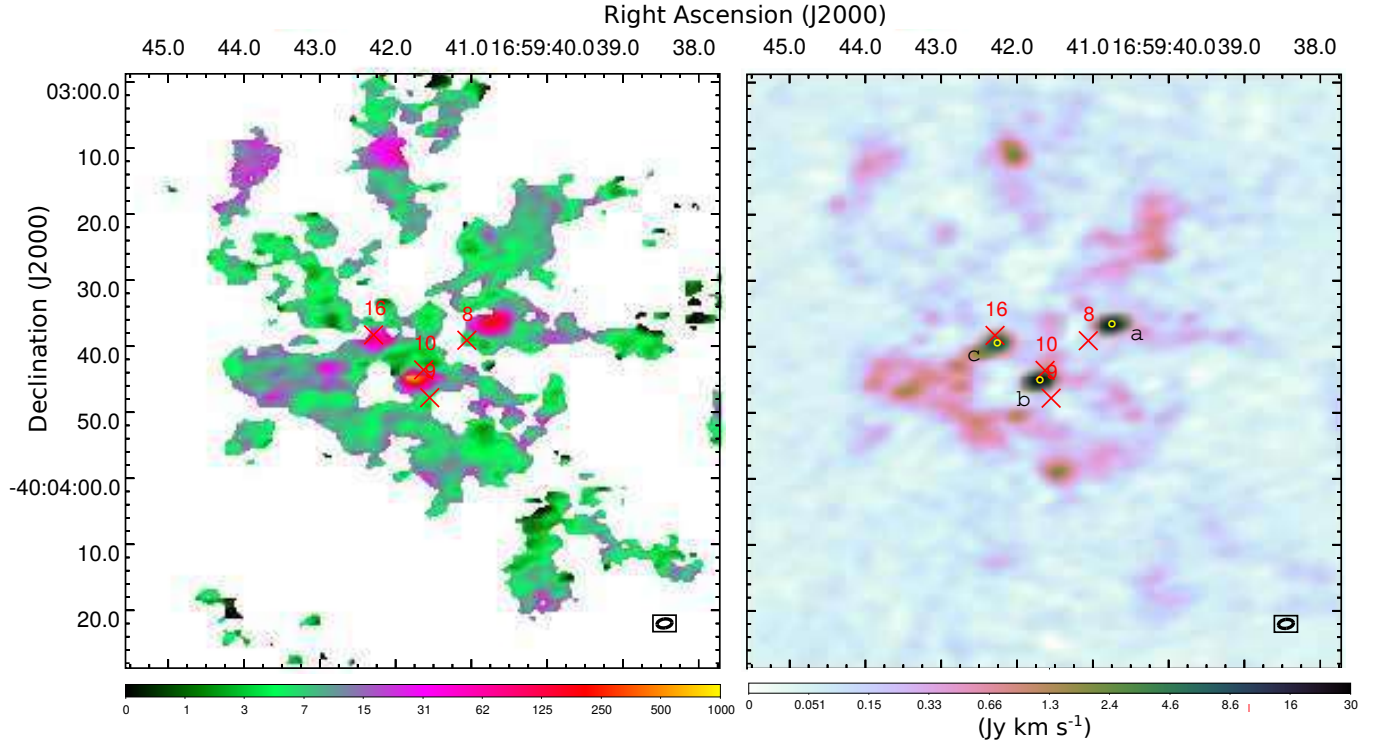 Right Ascension (J2000)
45.0 44.0 43.0 42.0 41.0 16:59:40.0 39.0 38.0
45.0 44.0 43.0 42.0 41.0 16:59:40.0 39.0 38.0
Declination (J2000)
03:00.0
10.0
20.0
30.0
40.0
50.0
-40:04:00.0
10.0
20.0
16
8
10
9
16
8
10
9
a
c
b
0 1 3 7 15 31 62 125 250 500 1000
0 0.051 0.15 0.33 0.66 1.3 2.4 4.6 8.6 16 30
(Jy km s⁻¹)